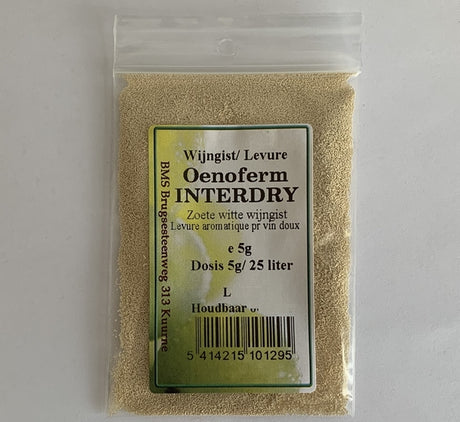 Wijngist/ Levure
Oenoferm
INTERDRY
Zoete witte wijngist
Levure aromatique pr vin doux
e 5g
Dosis 5g/ 25 liter
L
Houdbaar
5 414215 101295
BMS Brugsesteenweg 313 Kuurne